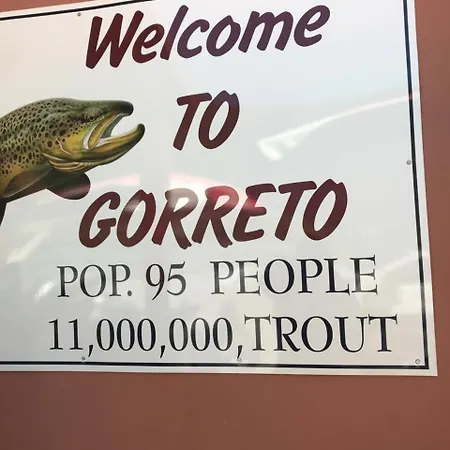 Welcome
TO
GORRETO
POP. 95 PEOPLE
11,000,000, TROUT